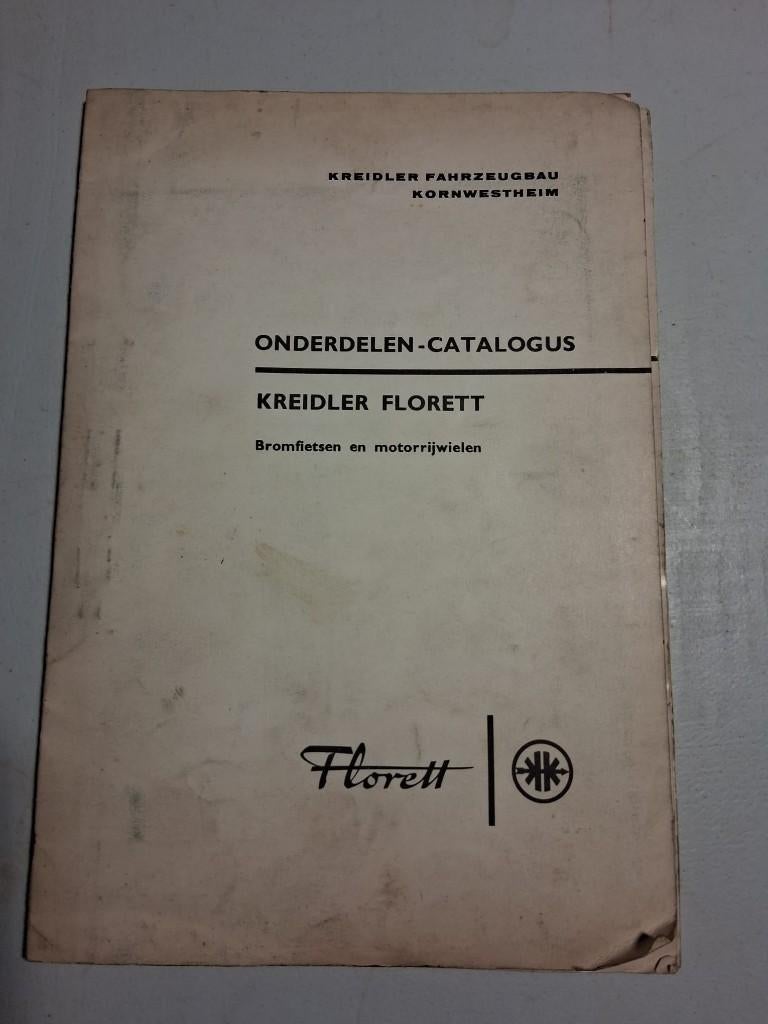 KREIDLER FAHRZEUGBAU
KORNWESTHEIM
ONDERDELEN-CATALOGUS
KREIDLER FLORETT
Bromfietsen en motorrijwielen
Florett